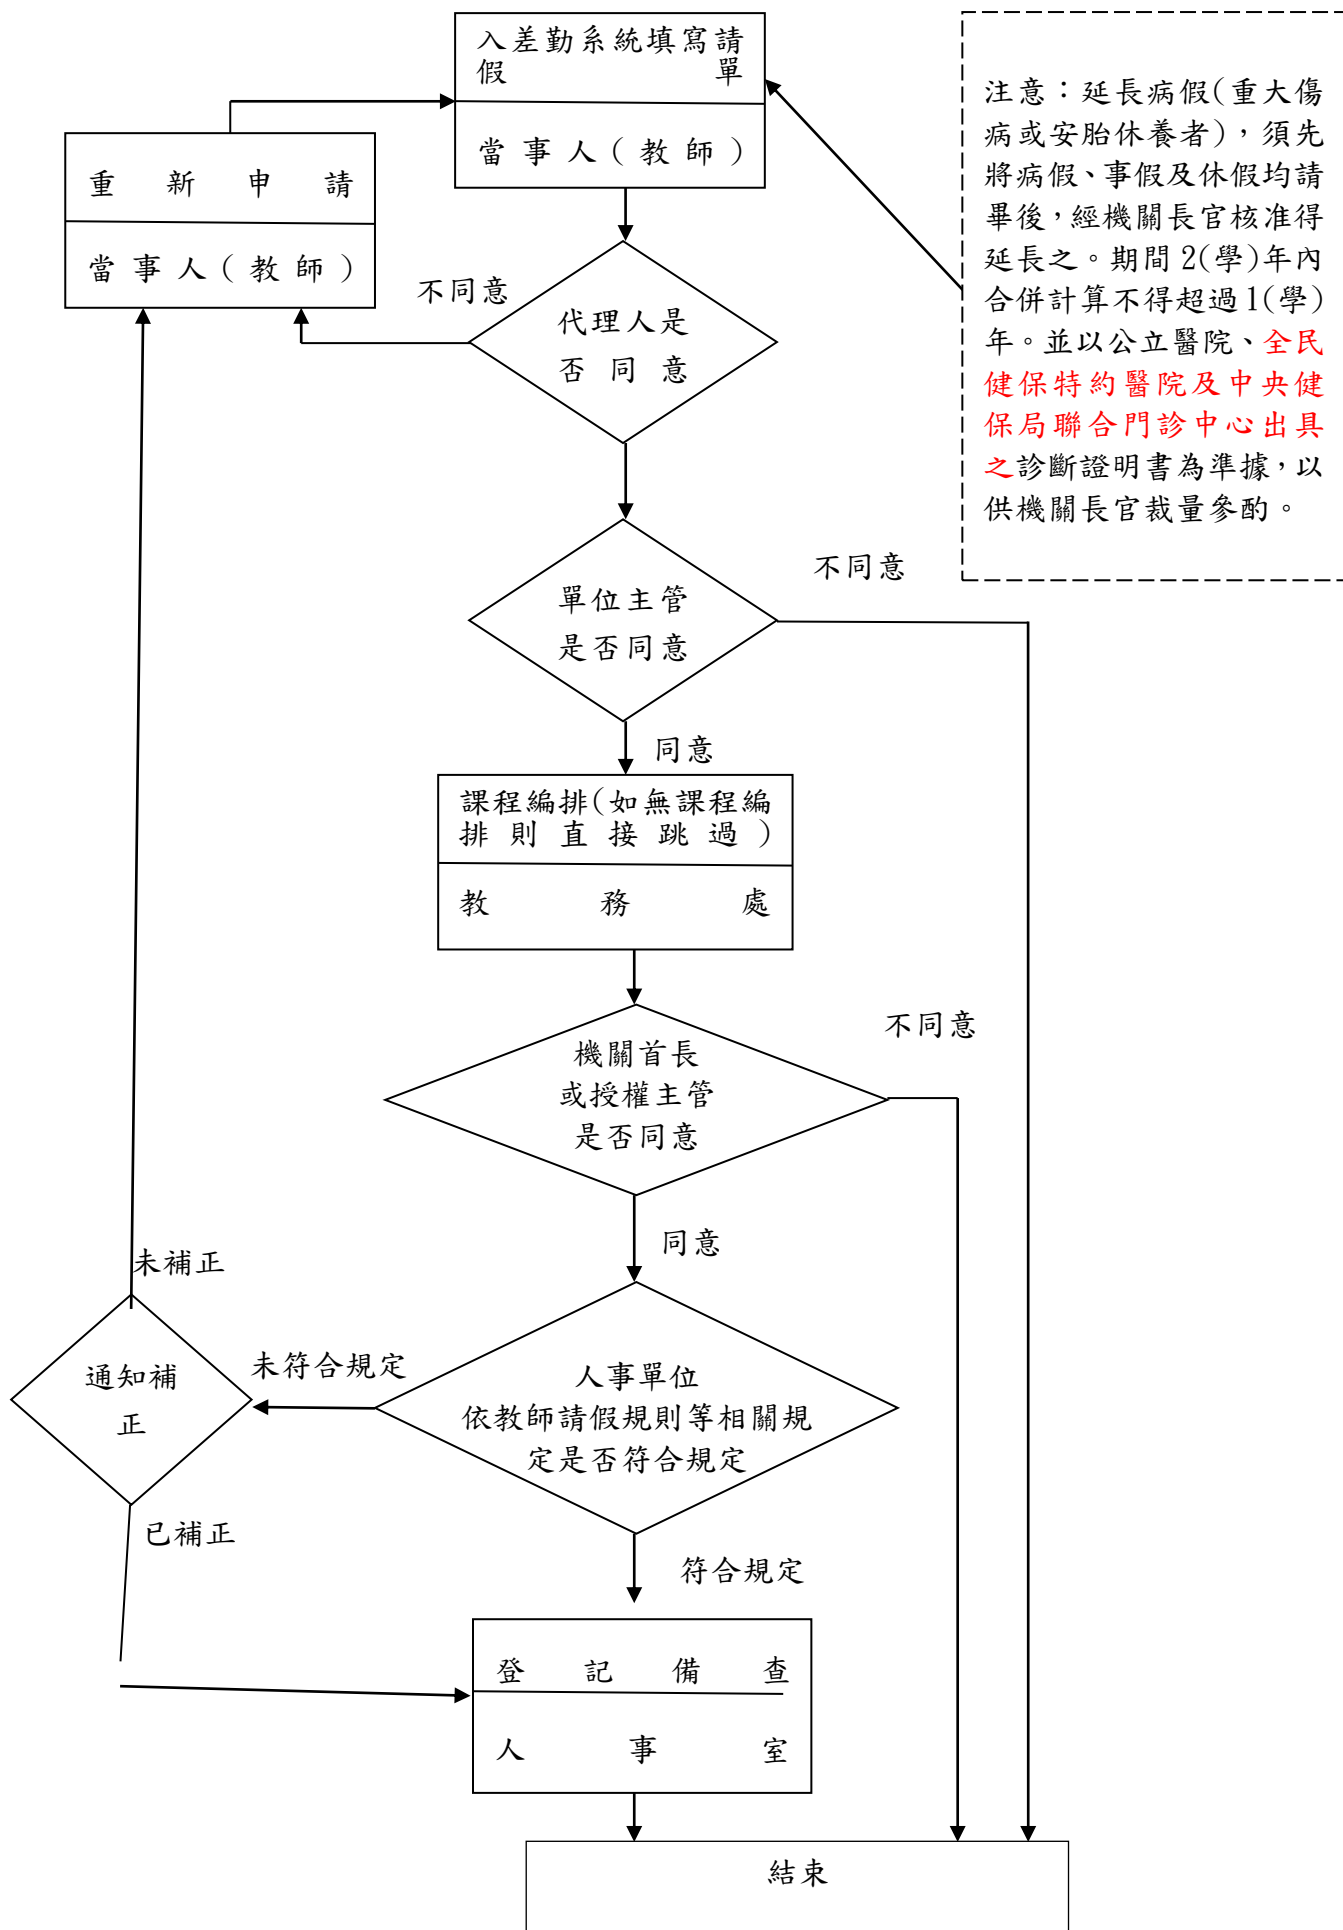 入差勤系統填寫請
假單
當事人(教師)
注意：延長病假(重大傷
病或安胎休養者)，須先
將病假、事假及休假均請
畢後，經機關長官核准得
延長之。期間2(學)年內
合併計算不得超過1(學)
年。並以公立醫院、全民
健保特約醫院及中央健
保局聯合門診中心出具
之診斷證明書為準據，以
供機關長官裁量參酌。
重新申請
當事人(教師)
不同意
代理人是
否同意
不同意
單位主管
是否同意
同意
課程編排(如無課程編
排則直接跳過)
教務處
不同意
機關首長
或授權主管
是否同意
同意
未補正
通知補
正
未符合規定
人事單位
依教師請假規則等相關規
定是否符合規定
已補正
符合規定
登記備查
人事室
結束